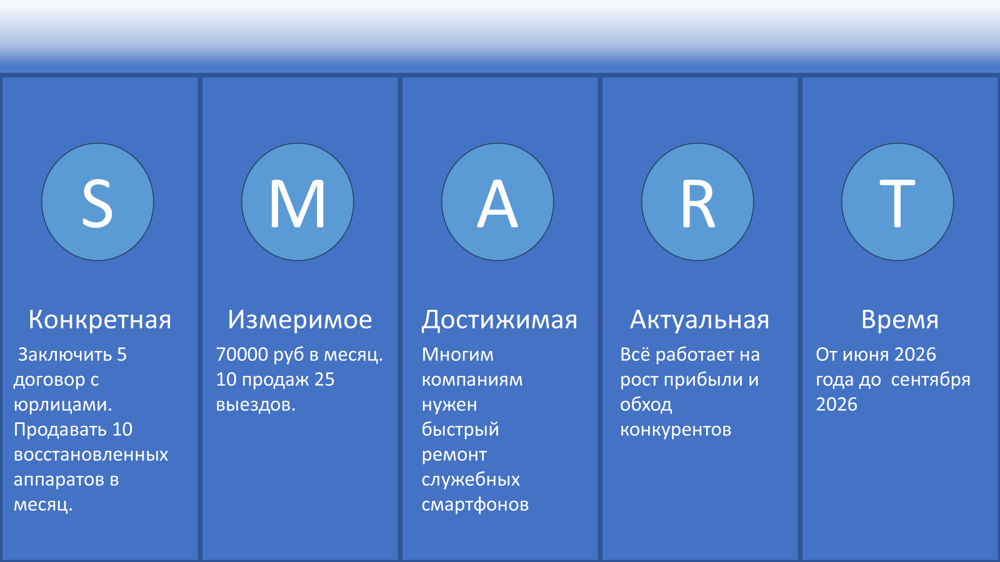 S
Конкретная
Заключить 5
договор с
юрлицами.
Продавать 10
восстановленных
аппаратов в
месяц.
M
Измеримое
70000 руб в месяц.
10 продаж 25
выездов.
A
Достижимая
Многим
компаниям
нужен
быстрый
ремонт
служебных
смартфонов
R
Актуальная
Всё работает на
рост прибыли и
обход
конкурентов
T
Время
От июня 2026
года до  сентября
2026